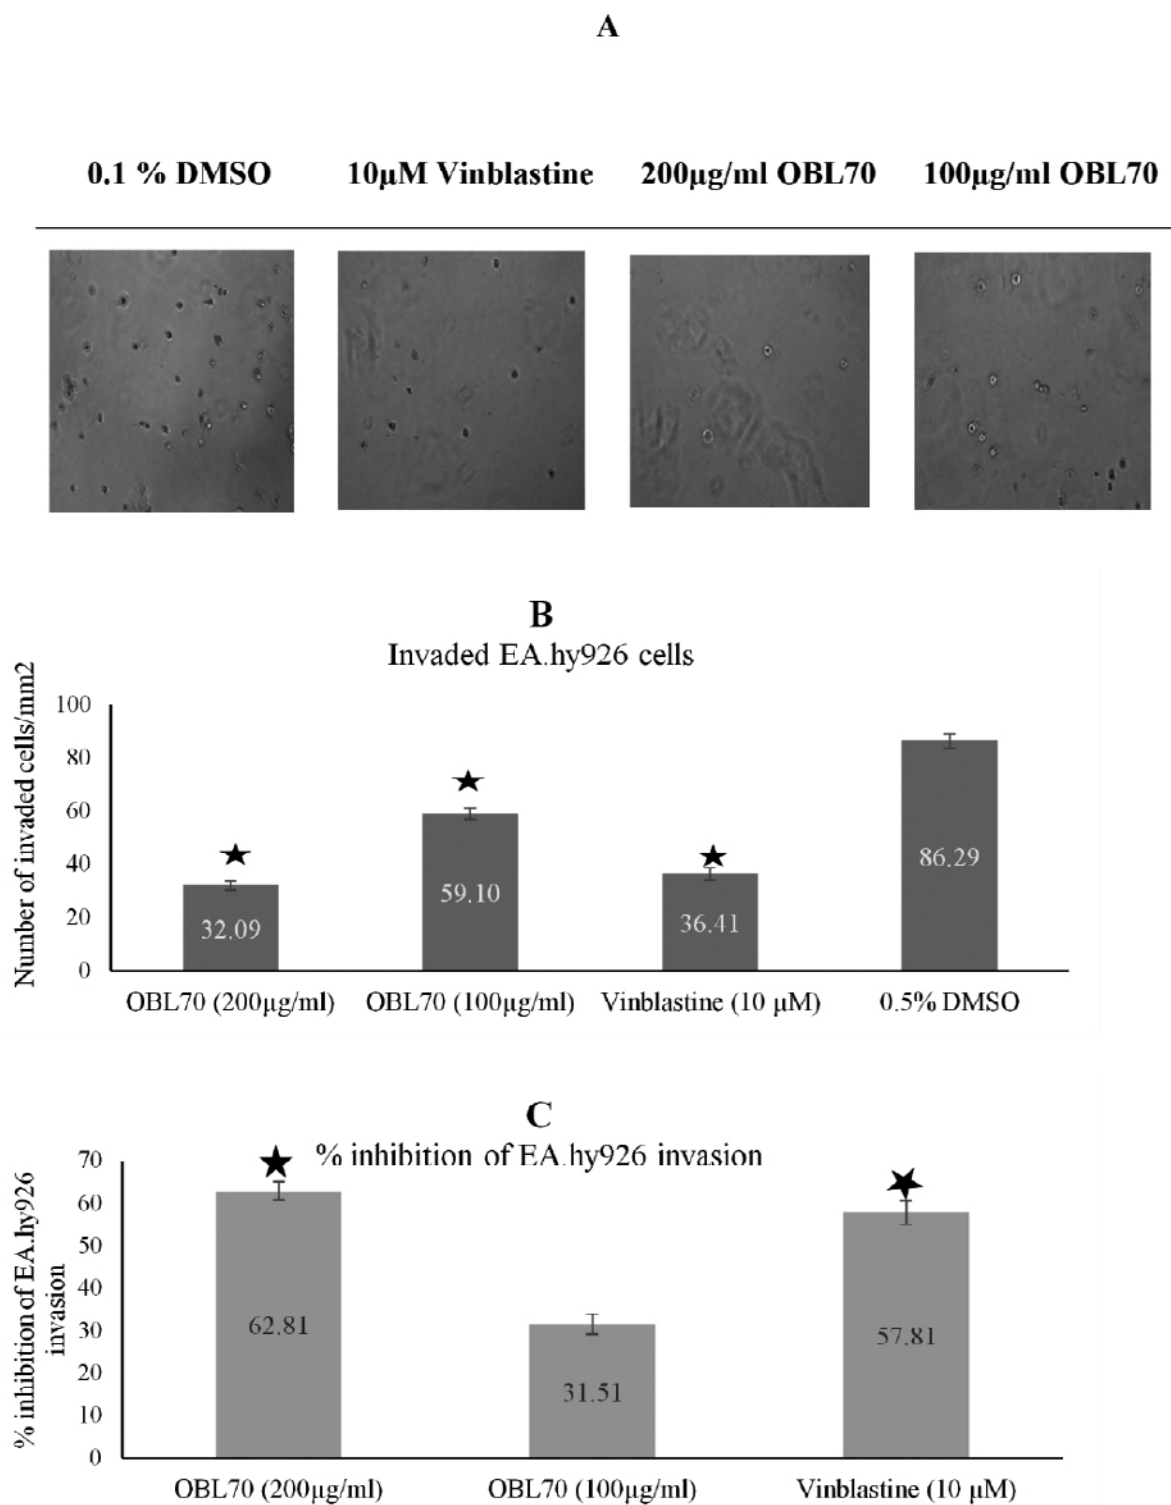 A
0.1 % DMSO
10μM Vinblastine
200μg/ml OBL70
100μg/ml OBL70
B
Invaded EA.hy926 cells
Number of invaded cells/mm2
100
80
60
40
20
0
32.09
59.10
36.41
86.29
OBL70 (200μg/ml)
OBL70 (100μg/ml)
Vinblastine (10 μM)
0.5% DMSO
C
% inhibition of EA.hy926 invasion
% inhibition of EA.hy926
invasion
70
60
50
40
30
20
10
0
62.81
31.51
57.81
OBL70 (200μg/ml)
OBL70 (100μg/ml)
Vinblastine (10 μM)